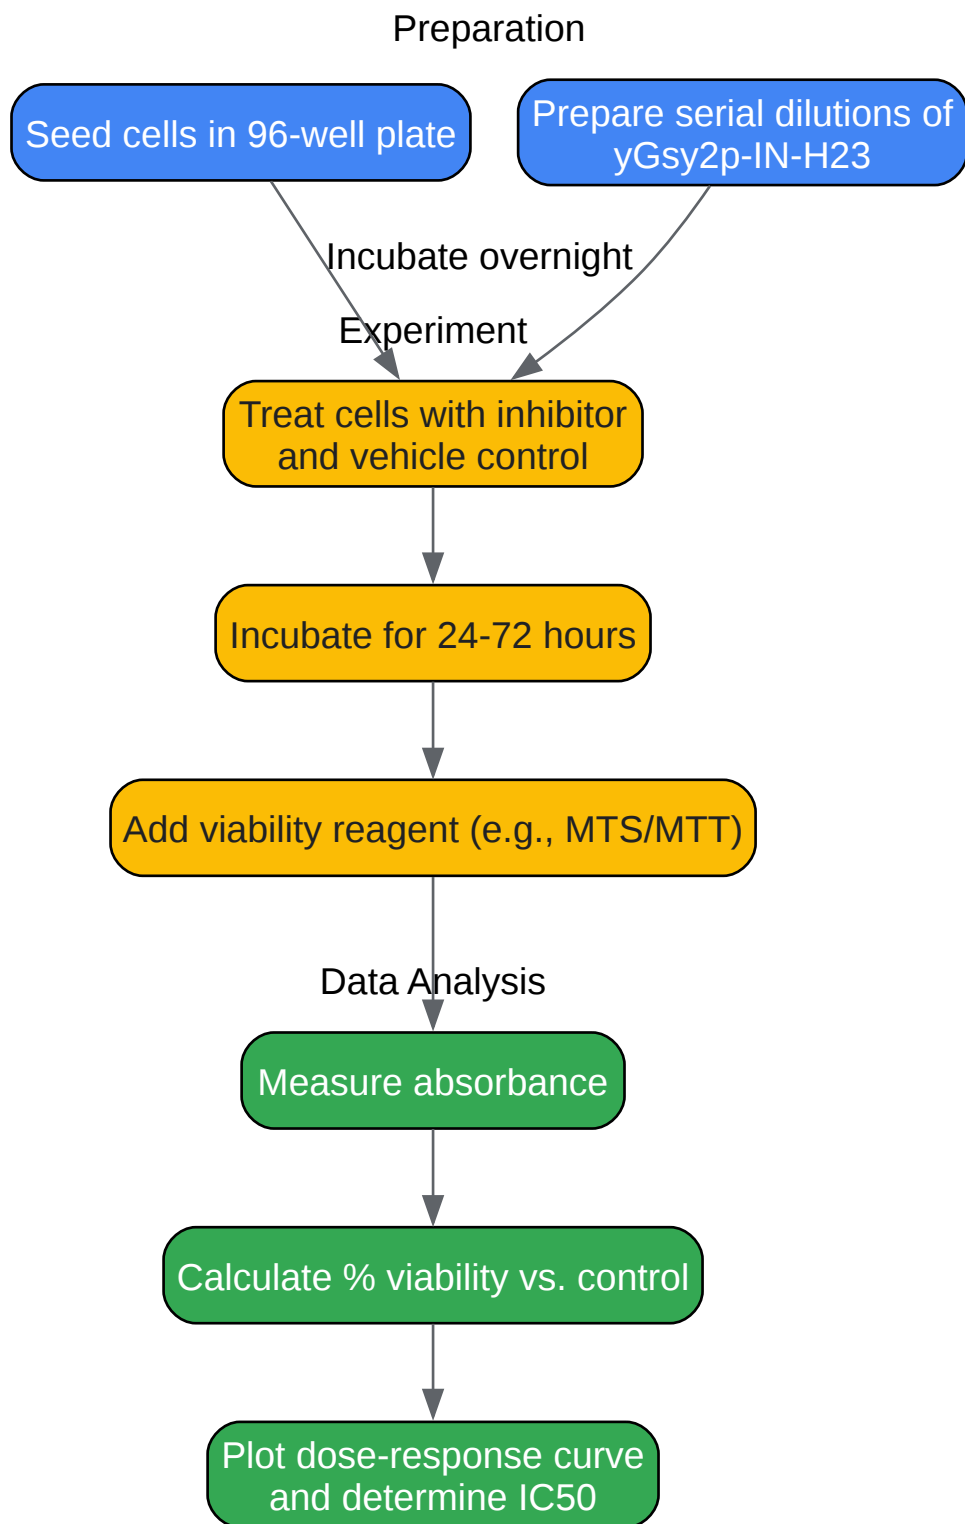 Preparation
Seed cells in 96-well plate
Prepare serial dilutions of
yGsy2p-IN-H23
Incubate overnight
Experiment
Treat cells with inhibitor
and vehicle control
Incubate for 24-72 hours
Add viability reagent (e.g., MTS/MTT)
Data Analysis
Measure absorbance
Calculate % viability vs. control
Plot dose-response curve
and determine IC50